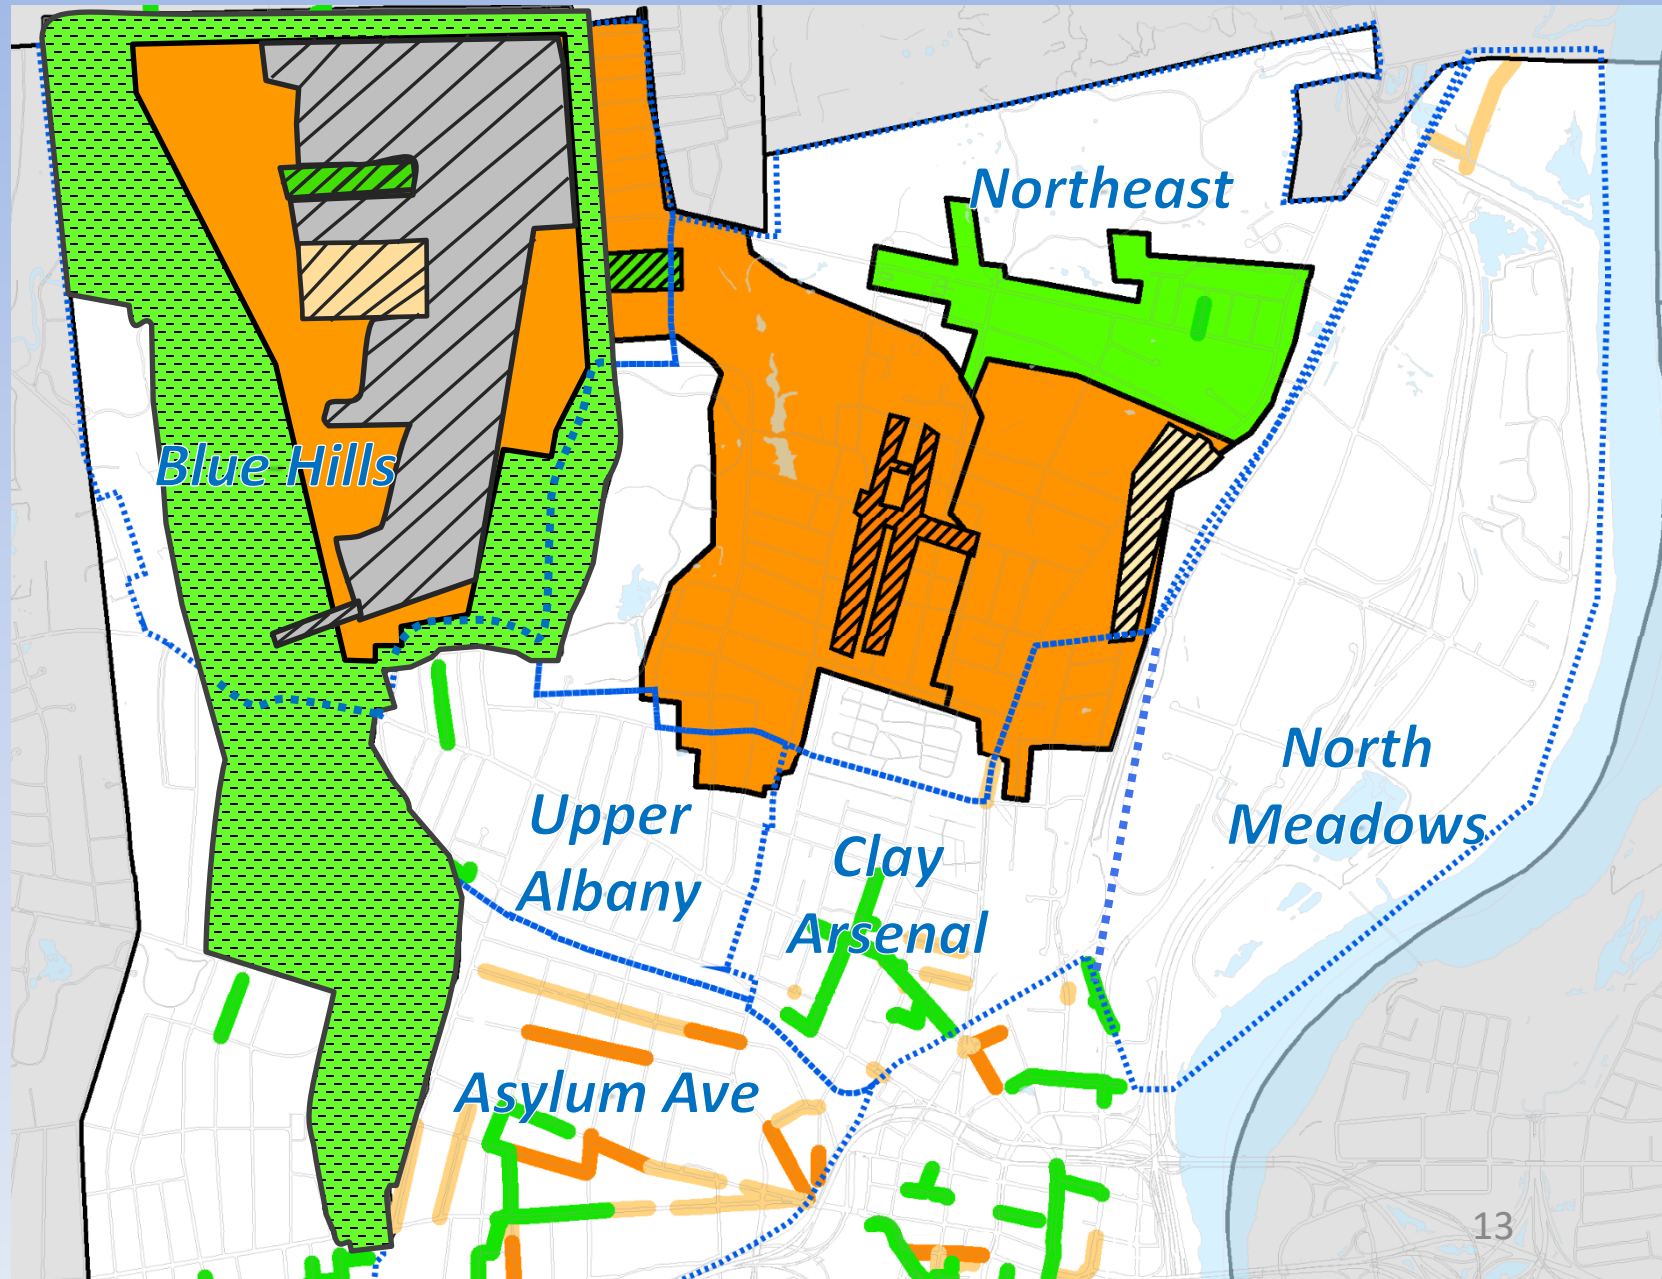 Northeast
Blue Hills
North
Meadows
Upper
Albany
Clay
Arsenal
Asylum Ave
13